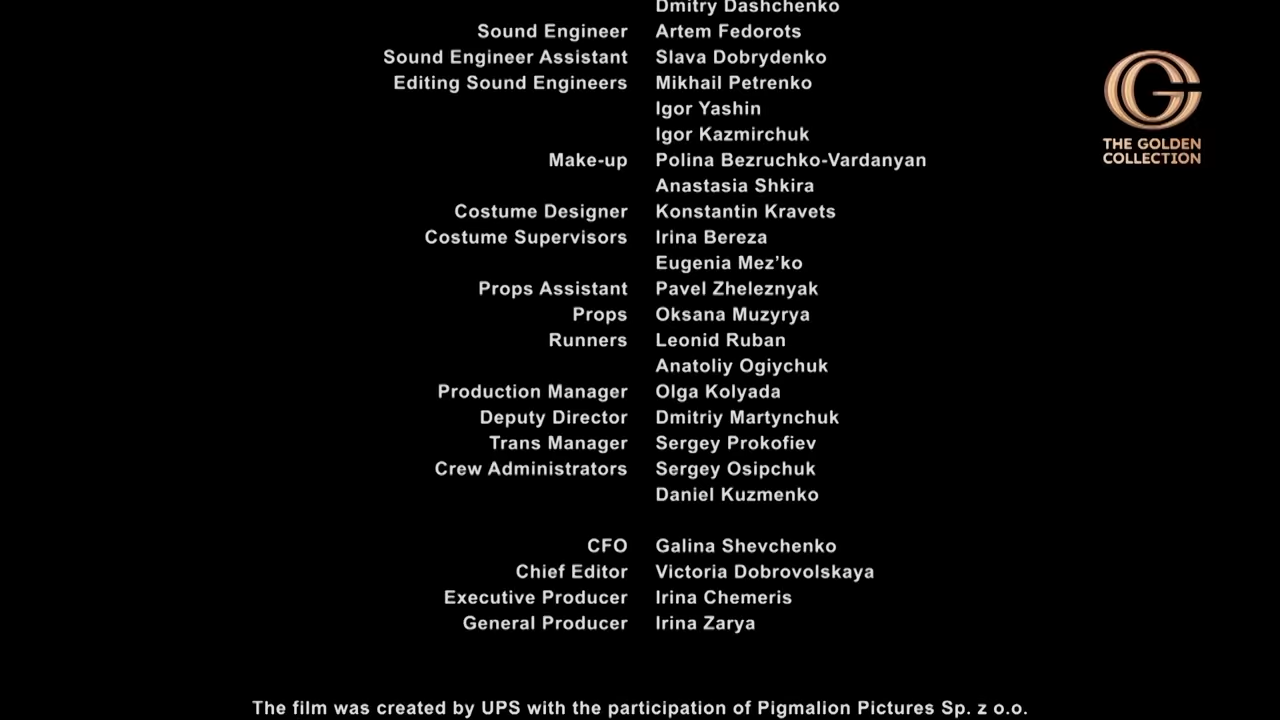 Dmitry Dashchenko
Sound Engineer Artem Fedorots
Sound Engineer Assistant Slava Dobrydenko
Editing Sound Engineers Mikhail Petrenko
Igor Yashin
Igor Kazmirchuk
Make-up Polina Bezruchko-Vardanyan
Anastasia Shkira
Costume Designer Konstantin Kravets
Costume Supervisors Irina Bereza
Eugenia Mez’ko
Props Assistant Pavel Zheleznyak
Props Oksana Muzyrya
Runners Leonid Ruban
Anatoliy Ogiychuk
Production Manager Olga Kolyada
Deputy Director Dmitriy Martynchuk
Trans Manager Sergey Prokofiev
Crew Administrators Sergey Osipchuk
Daniel Kuzmenko
CFO Galina Shevchenko
Chief Editor Victoria Dobrovolskaya
Executive Producer Irina Chemeris
General Producer Irina Zarya
The film was created by UPS with the participation of Pigmalion Pictures Sp. z o.o.
THE GOLDEN
COLLECTION